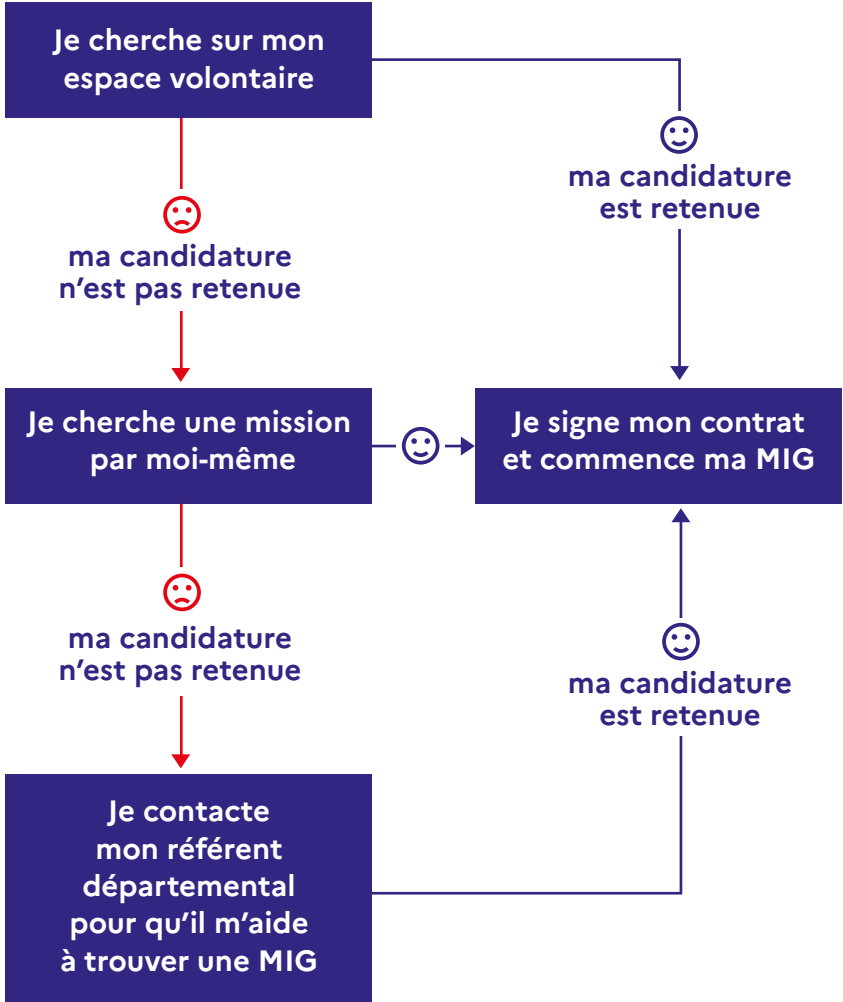 Je cherche sur mon
espace volontaire
ma candidature
est retenue
ma candidature
n’est pas retenue
Je cherche une mission
par moi-même
Je signe mon contrat
et commence ma MIG
ma candidature
n’est pas retenue
ma candidature
est retenue
Je contacte
mon référent
départemental
pour qu’il m’aide
à trouver une MIG